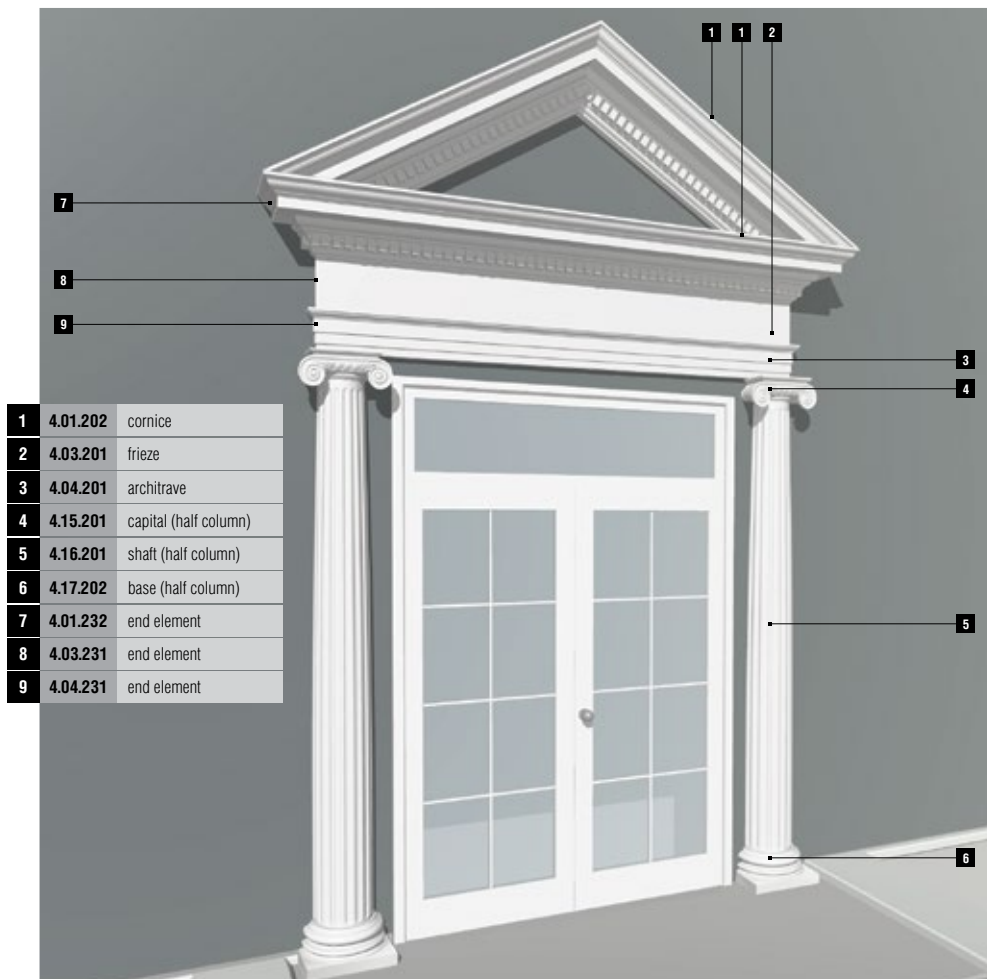 1 1 2
7
8
9
3
4
1 4.01.202 cornice
2 4.03.201 frieze
3 4.04.201 architrave
4 4.15.201 capital (half column)
5 4.16.201 shaft (half column)
6 4.17.202 base (half column)
7 4.01.232 end element
8 4.03.231 end element
9 4.04.231 end element
5
6